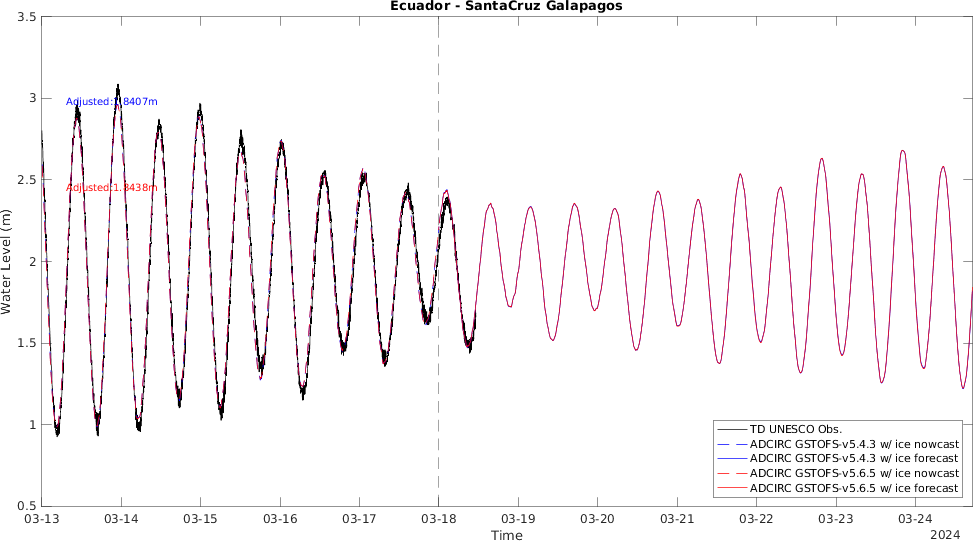 Ecuador - SantaCruz Galapagos
3.5
3
2.5
2
1.5
1
0.5
Water Level (m)
Adjusted:1.8407m
Adjusted:1.8438m
TD UNESCO Obs.
ADCIRC GSTOFS-v5.4.3 w/ ice nowcast
ADCIRC GSTOFS-v5.4.3 w/ ice forecast
ADCIRC GSTOFS-v5.6.5 w/ ice nowcast
ADCIRC GSTOFS-v5.6.5 w/ ice forecast
03-13 03-14 03-15 03-16 03-17 03-18 03-19 03-20 03-21 03-22 03-23 03-24
Time
2024